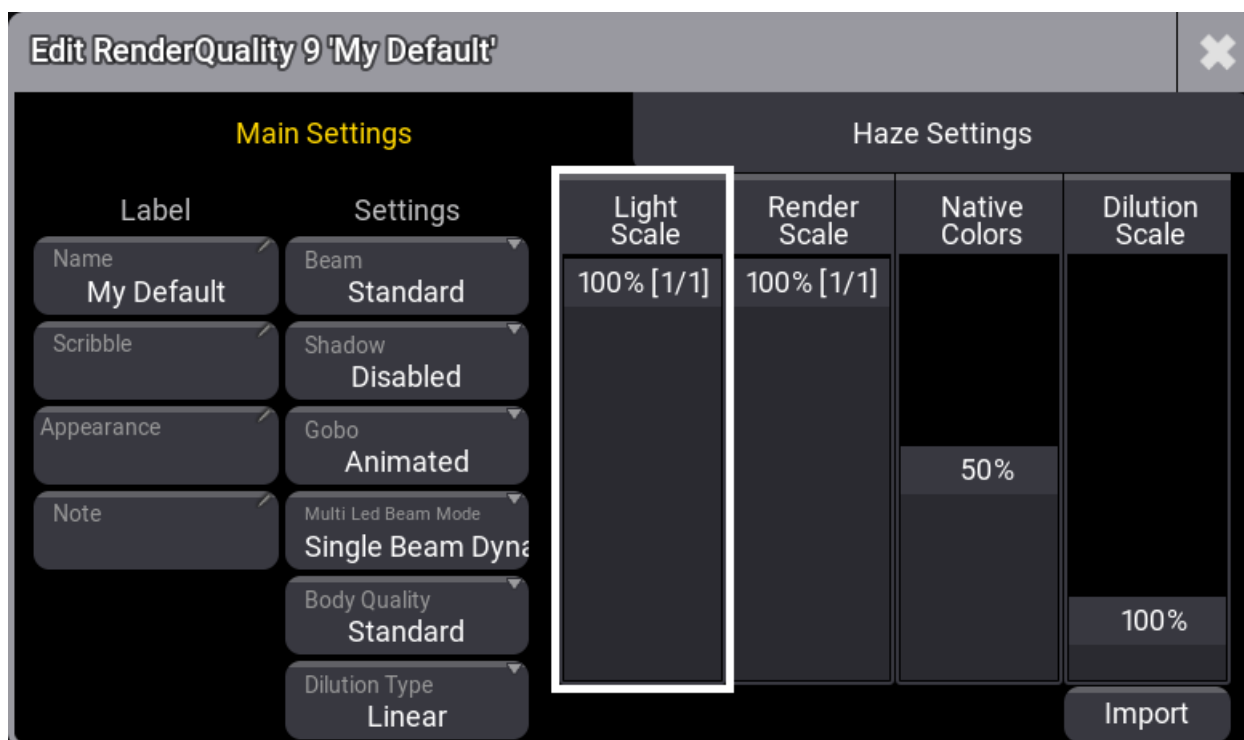 Edit RenderQuality 9 'My Default'
Main Settings
Haze Settings
Label
Name
My Default
Scribble
Appearance
Note
Settings
Beam
Standard
Shadow
Disabled
Gobo
Animated
Multi Led Beam Mode
Single Beam Dyna
Body Quality
Standard
Dilution Type
Linear
Light
Scale
100% [1/1]
Render
Scale
100% [1/1]
Native
Colors
50%
Dilution
Scale
100%
Import